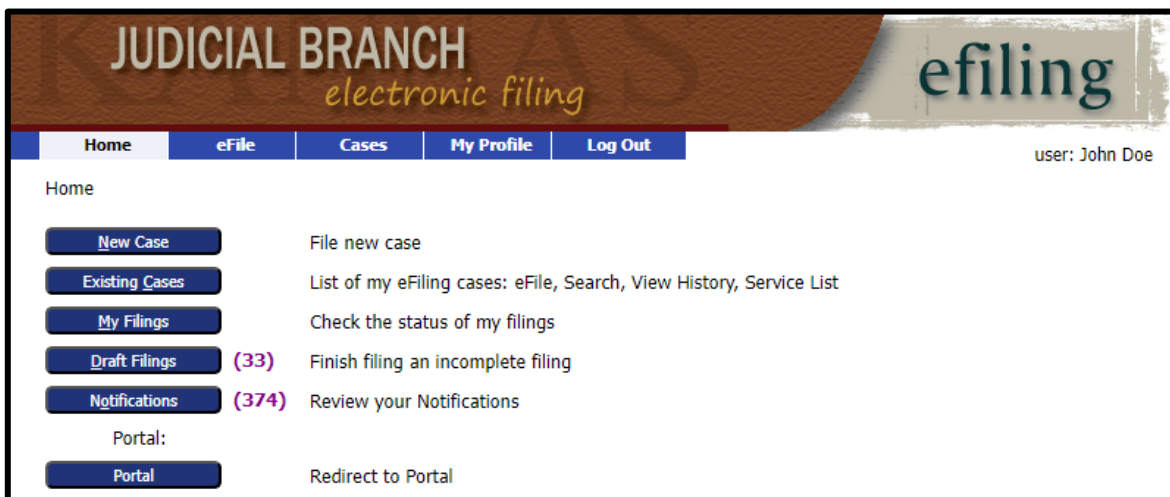 KANSAS
JUDICIAL BRANCH
electronic filing
efiling
Home eFile Cases My Profile Log Out
user: John Doe
Home
New Case File new case
Existing Cases List of my eFiling cases: eFile, Search, View History, Service List
My Filings Check the status of my filings
Draft Filings (33) Finish filing an incomplete filing
Notifications (374) Review your Notifications
Portal:
Portal Redirect to Portal